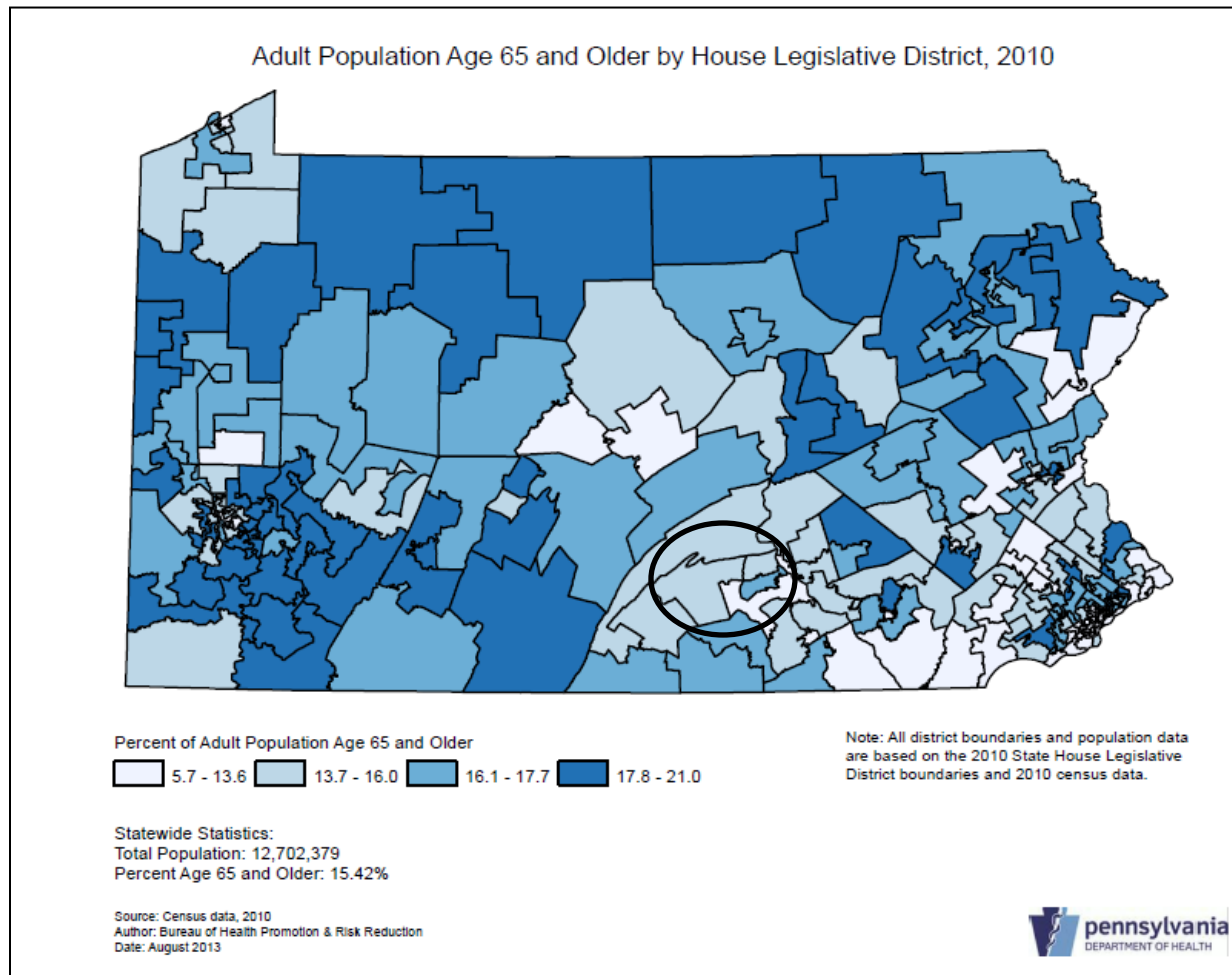 Adult Population Age 65 and Older by House Legislative District, 2010
Percent of Adult Population Age 65 and Older
5.7 - 13.6
13.7 - 16.0
16.1 - 17.7
17.8 - 21.0
Note: All district boundaries and population data
are based on the 2010 State House Legislative
District boundaries and 2010 census data.
Statewide Statistics:
Total Population: 12,702,379
Percent Age 65 and Older: 15.42%
Source: Census data, 2010
Author: Bureau of Health Promotion & Risk Reduction
Date: August 2013
pennsylvania
DEPARTMENT OF HEALTH